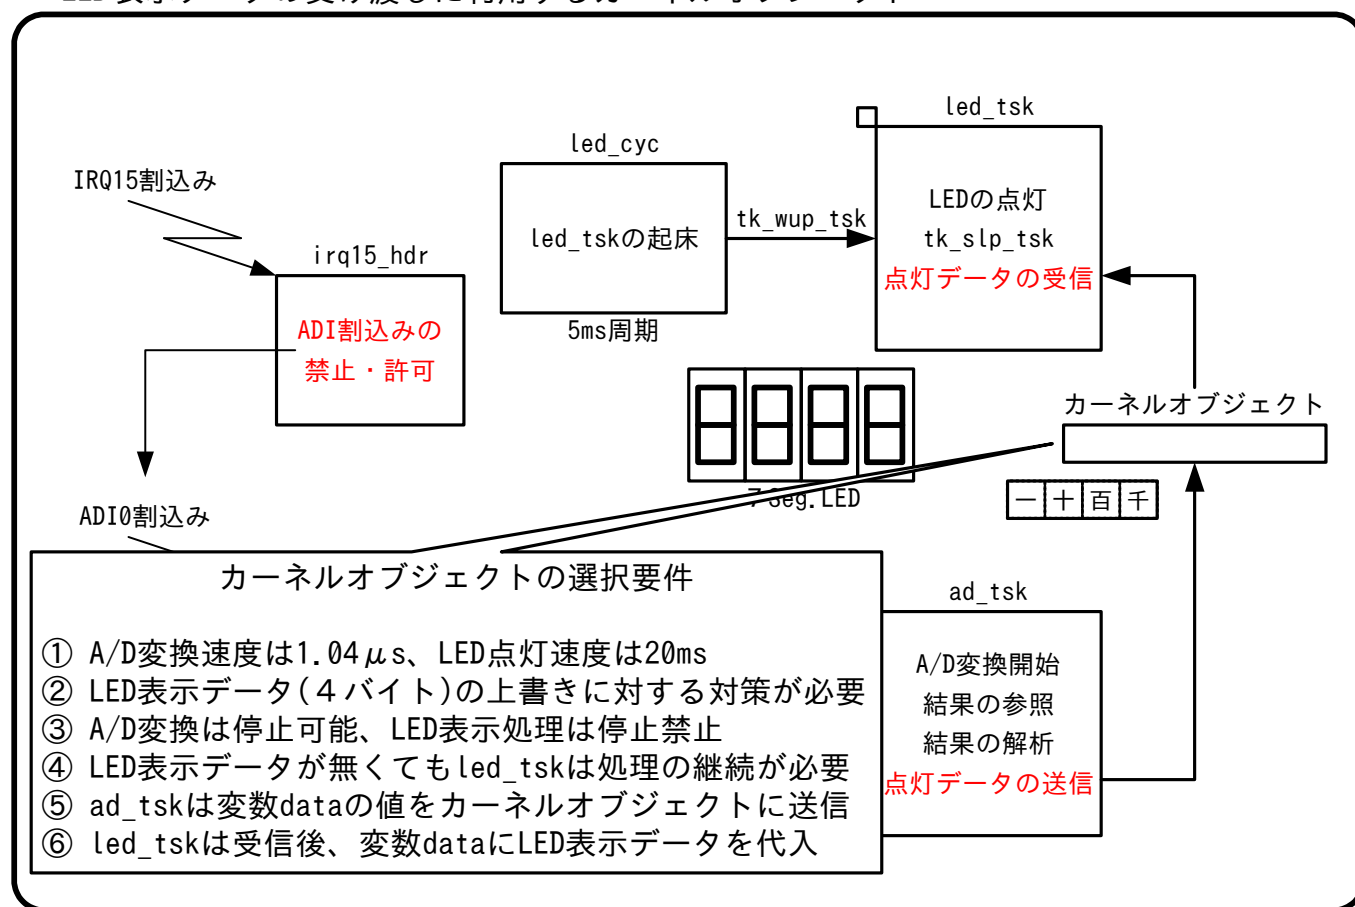 led_tsk
led_cyc
IRQ15割込み
LEDの点灯
tk_wup_tsk
led_tskの起床
tk_slp_tsk
irq15_hdr
点灯データの受信
ADI割込みの
禁止・許可
5ms周期
カーネルオブジェクト
7Seg.LED
一十百千
ADI0割込み
カーネルオブジェクトの選択要件
① A/D変換速度は1.04μs、LED点灯速度は20ms
② LED表示データ(４バイト)の上書きに対する対策が必要
③ A/D変換は停止可能、LED表示処理は停止禁止
④ LED表示データが無くてもled_tskは処理の継続が必要
⑤ ad_tskは変数dataの値をカーネルオブジェクトに送信
⑥ led_tskは受信後、変数dataにLED表示データを代入
ad_tsk
A/D変換開始
結果の参照
結果の解析
点灯データの送信